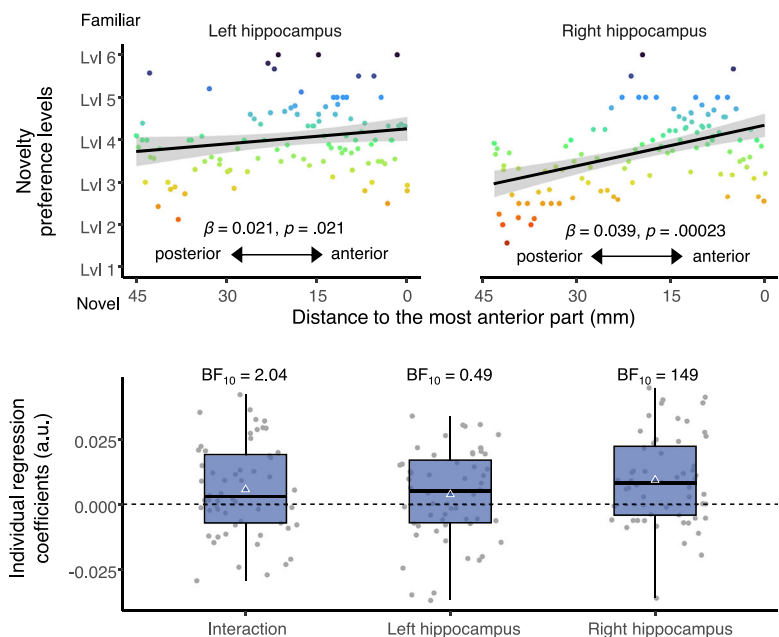 Familiar
Left hippocampus
Right hippocampus
Novelty
preference levels
Lvl 6
Lvl 5
Lvl 4
Lvl 3
Lvl 2
Lvl 1
Novel
β = 0.021, p = .021
posterior anterior
β = 0.039, p = .00023
posterior anterior
45 30 15 0
45 30 15 0
Distance to the most anterior part (mm)
Individual regression
coefficients (a.u.)
BF₁₀ = 2.04
BF₁₀ = 0.49
BF₁₀ = 149
0.025
0.000
-0.025
Interaction
Left hippocampus
Right hippocampus